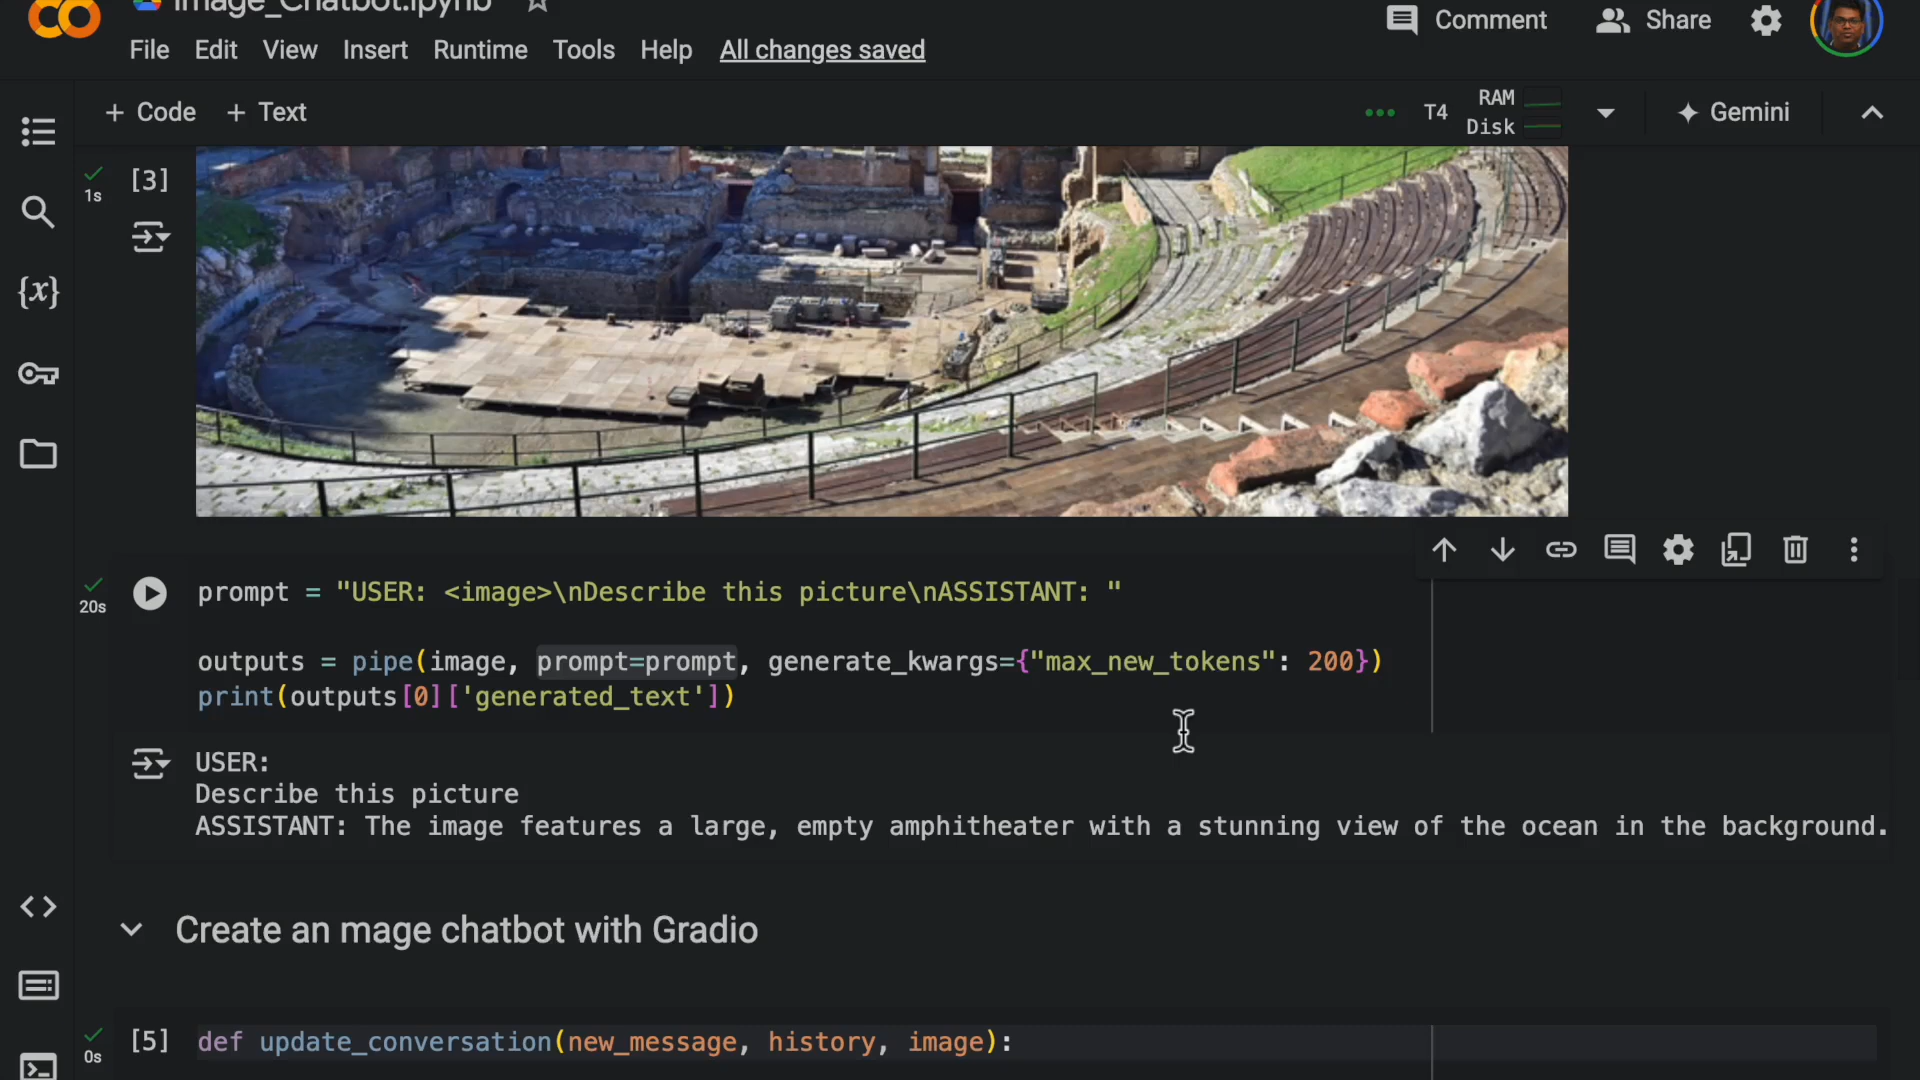 Image_Chatbot.ipynb
Comment
Share
File Edit View Insert Runtime Tools Help All changes saved
+ Code + Text
T4
RAM
Disk
Gemini
1s
[3]
{x}
20s
prompt = "USER: <image>\nDescribe this picture\nASSISTANT: "
outputs = pipe(image, prompt=prompt, generate_kwargs={"max_new_tokens": 200})
print(outputs[0]['generated_text'])
USER:
Describe this picture
ASSISTANT: The image features a large, empty amphitheater with a stunning view of the ocean in the background.
Create an mage chatbot with Gradio
0s
[5]
def update_conversation(new_message, history, image):